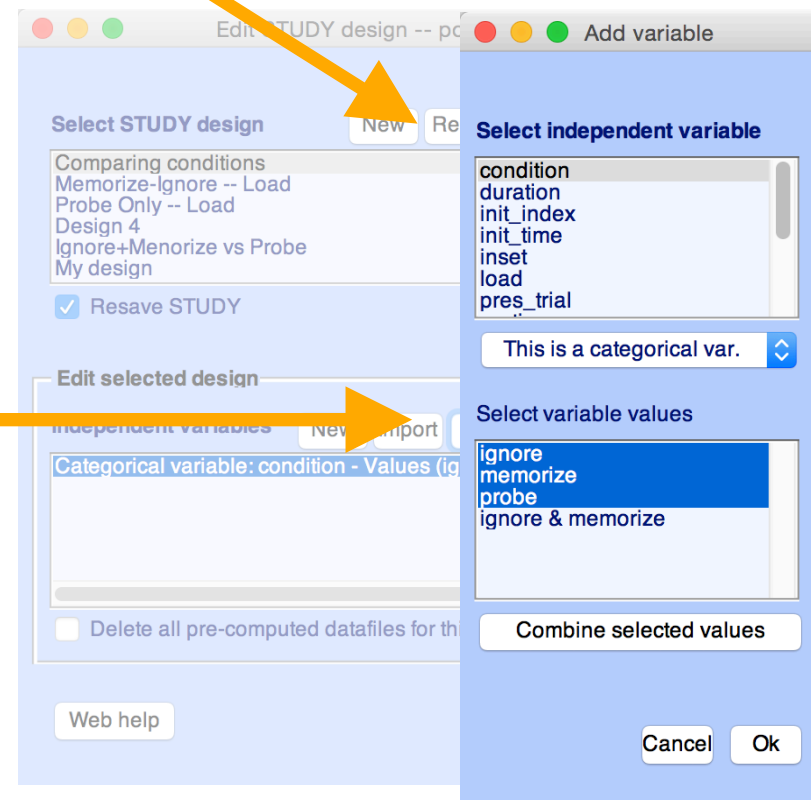 Edit STUDY design -- po
Select STUDY design
New
Re
Comparing conditions
Memorize-Ignore -- Load
Probe Only -- Load
Design 4
Ignore+Menorize vs Probe
My design
Resave STUDY
Edit selected design
Independent variables
New
Import
Categorical variable: condition - Values (ig
Delete all pre-computed datafiles for thi
Web help
Add variable
Select independent variable
condition
duration
init_index
init_time
inset
load
pres_trial
This is a categorical var.
Select variable values
ignore
memorize
probe
ignore & memorize
Combine selected values
Cancel
Ok